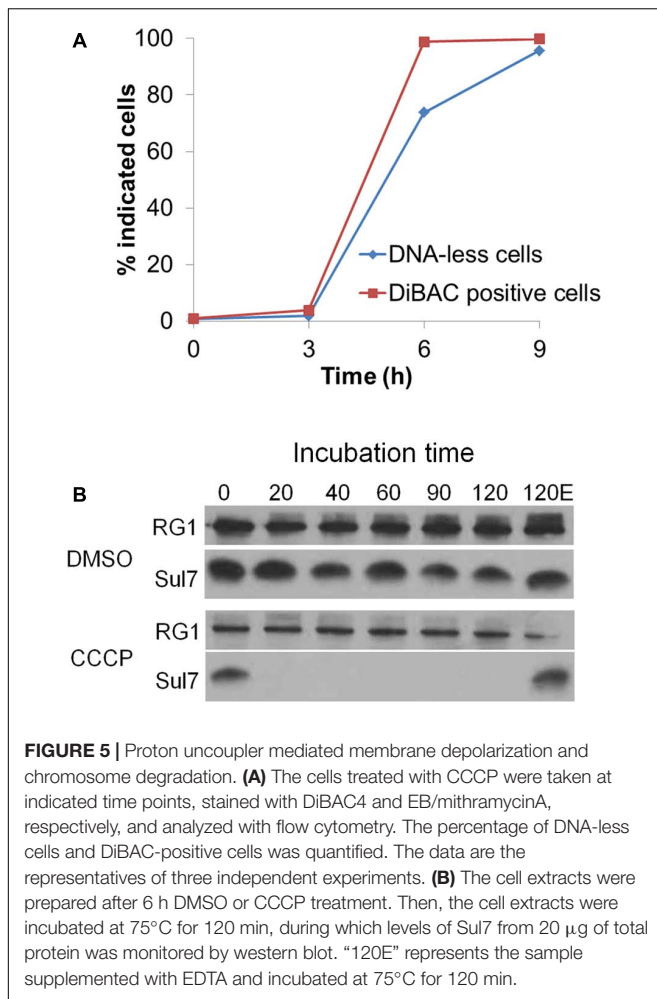 A
100
80
60
40
20
0
% indicated cells
DNA-less cells
DiBAC positive cells
0 3 6 9
Time (h)
Incubation time
B
0 20 40 60 90 120 120E
DMSO
RG1
Sul7
CCCP
RG1
Sul7
FIGURE 5 | Proton uncoupler mediated membrane depolarization and
chromosome degradation. (A) The cells treated with CCCP were taken at
indicated time points, stained with DiBAC4 and EB/mithramycinA,
respectively, and analyzed with flow cytometry. The percentage of DNA-less
cells and DiBAC-positive cells was quantified. The data are the
representatives of three independent experiments. (B) The cell extracts were
prepared after 6 h DMSO or CCCP treatment. Then, the cell extracts were
incubated at 75°C for 120 min, during which levels of Sul7 from 20 μg of total
protein was monitored by western blot. “120E” represents the sample
supplemented with EDTA and incubated at 75°C for 120 min.